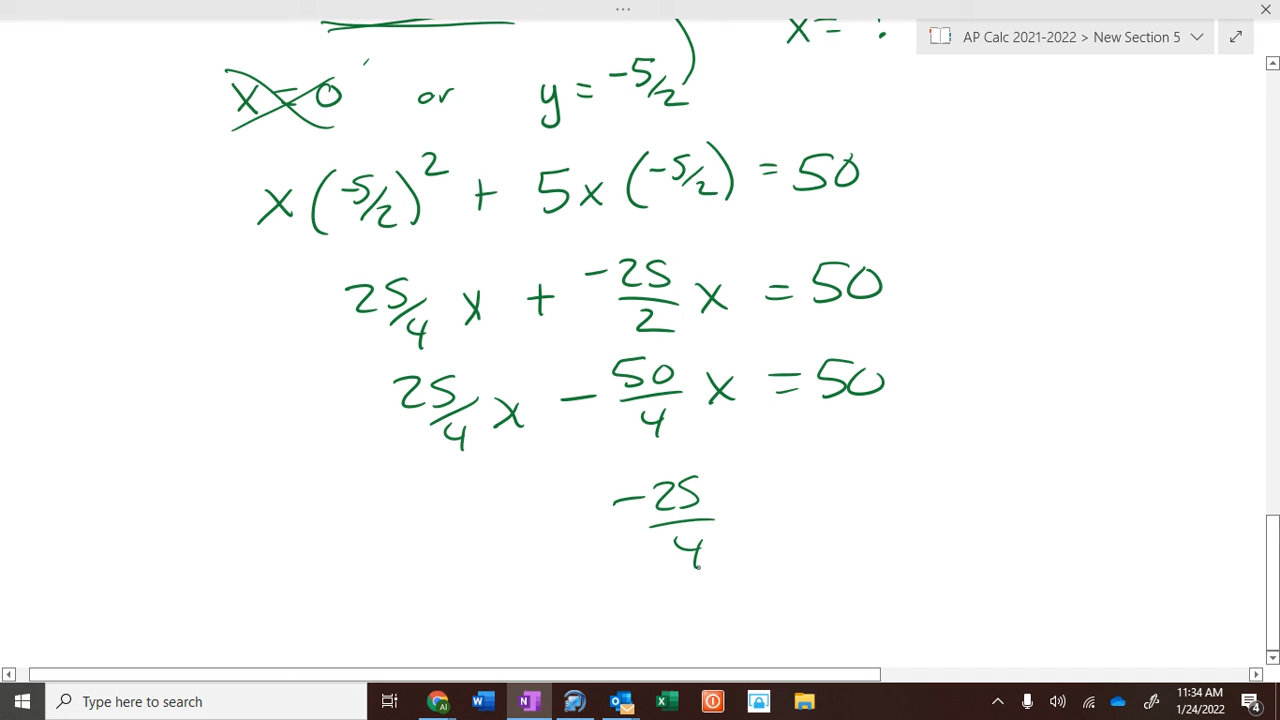 x = ?
AP Calc 2021-2022 > New Section 5
x = 0 or y = -5/2
x(-5/2)² + 5x(-5/2) = 50
25/4 x + -25/2 x = 50
25/4 x - 50/4 x = 50
-25/4
Type here to search
11:34 AM
1/24/2022
4